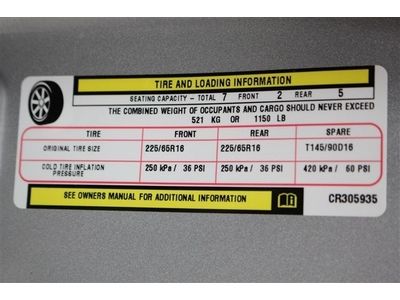 TIRE AND LOADING INFORMATION
SEATING CAPACITY - TOTAL 7 FRONT 2 REAR 5
THE COMBINED WEIGHT OF OCCUPANTS AND CARGO SHOULD NEVER EXCEED
521 KG OR 1150 LB
TIRE FRONT REAR SPARE
ORIGINAL TIRE SIZE 225/65R16 225/65R16 T145/90D16
COLD TIRE INFLATION PRESSURE 250 kPa / 36 PSI 250 kPa / 36 PSI 420 kPa / 60 PSI
SEE OWNERS MANUAL FOR ADDITIONAL INFORMATION CR305935